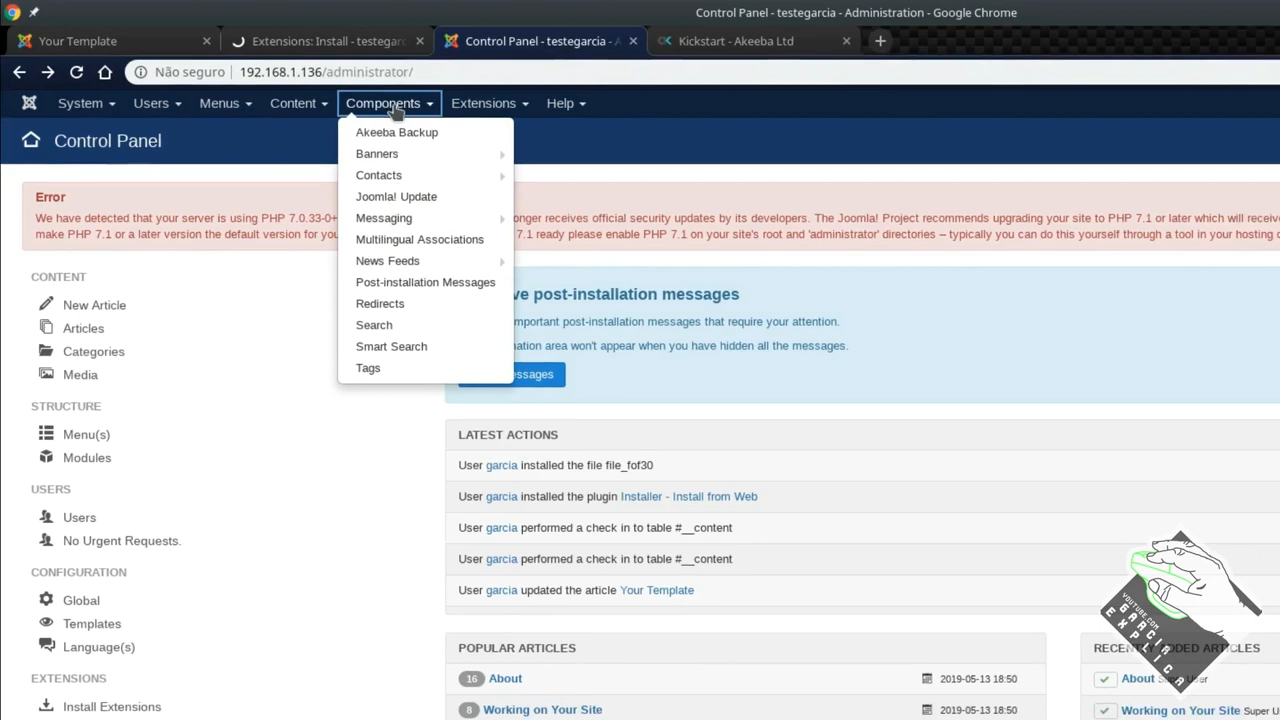 Control Panel - testegarcia - Administration - Google Chrome
Your Template
Extensions: Install - testegarc
Control Panel - testegarcia - A
Kickstart - Akeeba Ltd
Não seguro
192.168.1.136/administrator/
System Users Menus Content Components Extensions Help
Control Panel
Akeeba Backup
Banners
Contacts
Joomla! Update
Messaging
Multilingual Associations
News Feeds
Post-installation Messages
Redirects
Search
Smart Search
Tags
Error
We have detected that your server is using PHP 7.0.33-0+ onger receives official security updates by its developers. The Joomla! Project recommends upgrading your site to PHP 7.1 or later which will receive
make PHP 7.1 or a later version the default version for you 7.1 ready please enable PHP 7.1 on your site's root and 'administrator' directories – typically you can do this yourself through a tool in your hosting
CONTENT
New Article
Articles
Categories
Media
STRUCTURE
Menu(s)
Modules
USERS
Users
No Urgent Requests.
CONFIGURATION
Global
Templates
Language(s)
EXTENSIONS
Install Extensions
ve post-installation messages
mportant post-installation messages that require your attention.
nation area won't appear when you have hidden all the messages.
essages
LATEST ACTIONS
User garcia installed the file file_fof30
User garcia installed the plugin Installer - Install from Web
User garcia performed a check in to table #__content
User garcia performed a check in to table #__content
User garcia updated the article Your Template
POPULAR ARTICLES
16 About 2019-05-13 18:50
8 Working on Your Site 2019-05-13 18:50
ARTICLES
About
Working on Your Site Super U
YOUTUBE.COM
GARCIA
EXPLICA